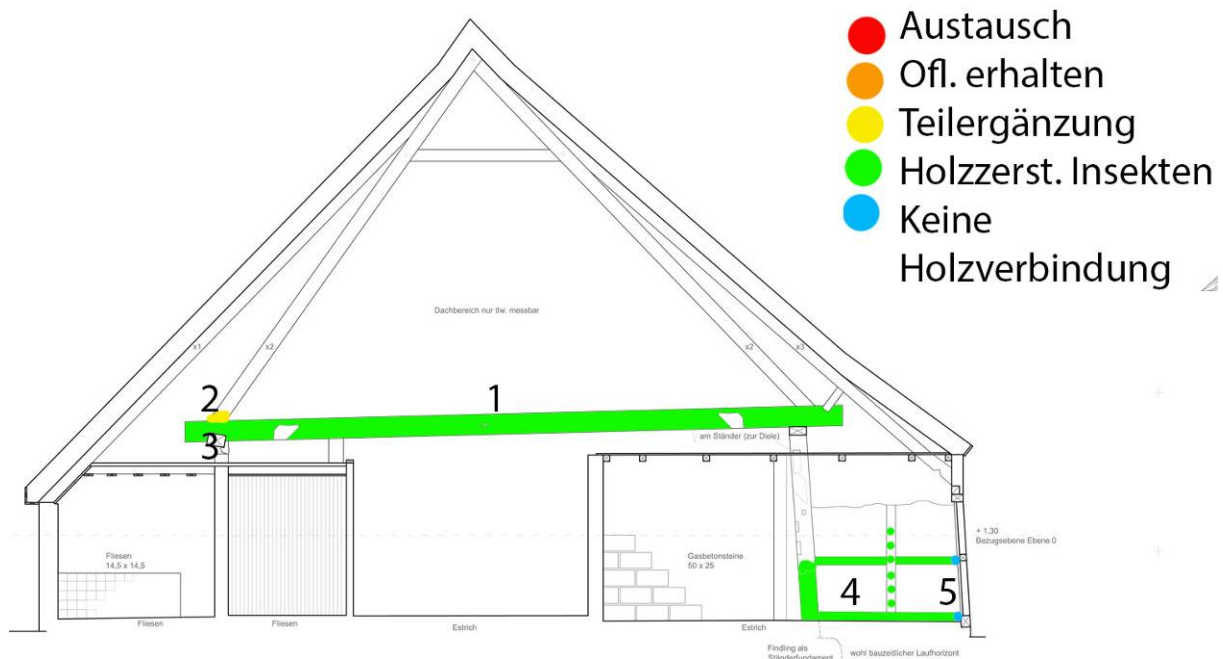 Austausch
Ofl. erhalten
Teilergänzung
Holzzerst. Insekten
Keine
Holzverbindung
Dachbereich nur tlw. messbar
x1
x2
x2
x3
2
1
3
am Ständer (zur Diele)
+ 1.30
Bezugsebene Ebene 0
Fliesen
14,5 x 14,5
Gasbetonsteine
50 x 25
4
5
Fliesen
Fliesen
Estrich
Estrich
Findling als
Ständerfundament
wohl bauzeitlicher Laufhorizont